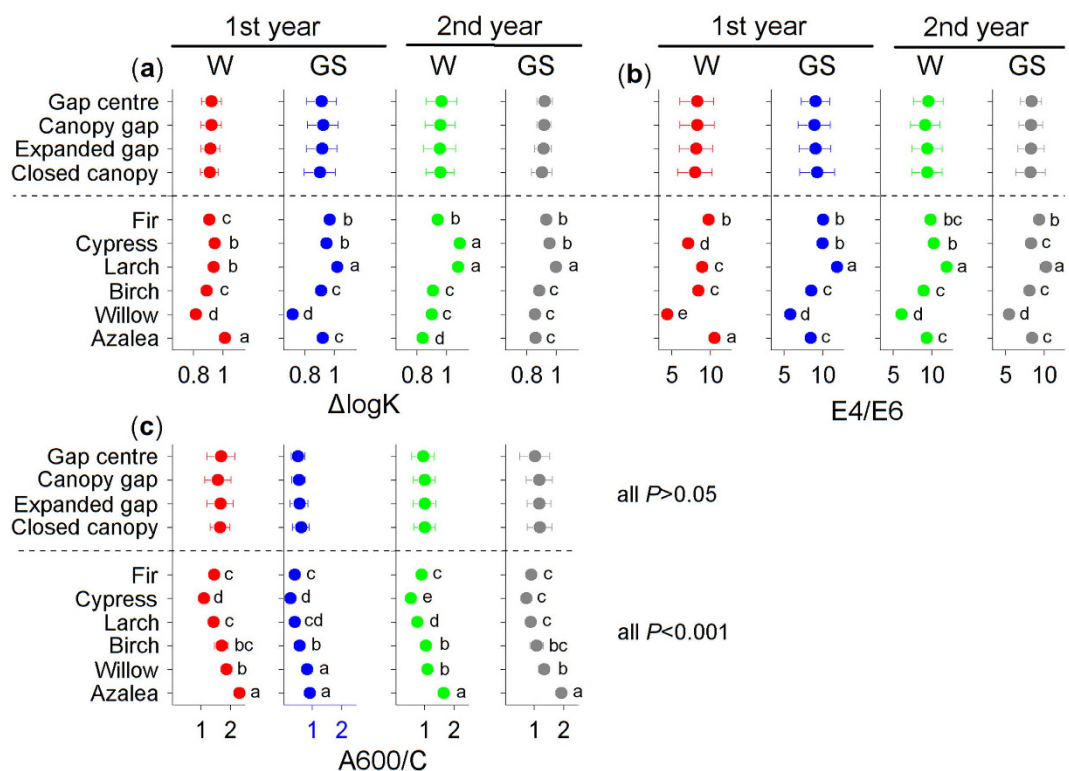 1st year 2nd year 1st year 2nd year
(a) W GS W GS (b) W GS W GS
Gap centre
Canopy gap
Expanded gap
Closed canopy
Fir c b b b b b bc b
Cypress b b a b d b b c
Larch b a a a c a a a
Birch c c c c c c c c
Willow d d c c e d d d
Azalea a c d c a c c c
0.8 1 0.8 1 0.8 1 0.8 1 5 10 5 10 5 10 5 10
ΔlogK E4/E6
(c)
Gap centre
Canopy gap
Expanded gap all P>0.05
Closed canopy
Fir c c c c
Cypress d d e c
Larch c cd d c all P<0.001
Birch bc b b bc
Willow b a b b
Azalea a a a a
1 2 1 2 1 2 1 2
A600/C